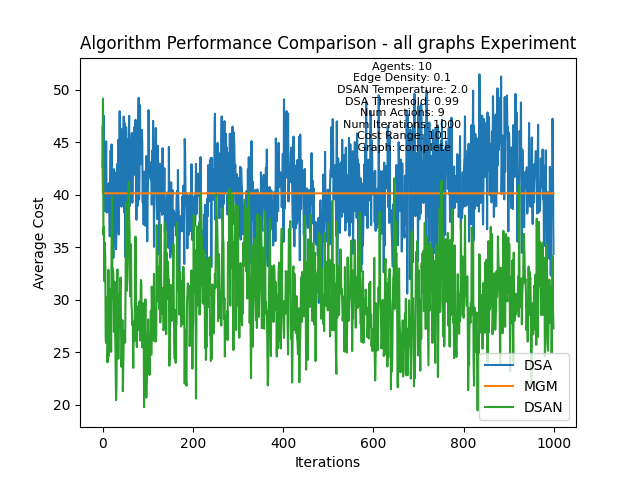 Algorithm Performance Comparison - all graphs Experiment
Agents: 10
Edge Density: 0.1
DSAN Temperature: 2.0
DSA Threshold: 0.99
Num Actions: 9
Num Iterations: 1000
Cost Range: 101
Graph: complete
50
45
40
35
30
25
20
Average Cost
DSA
MGM
DSAN
0
200
400
600
800
1000
Iterations